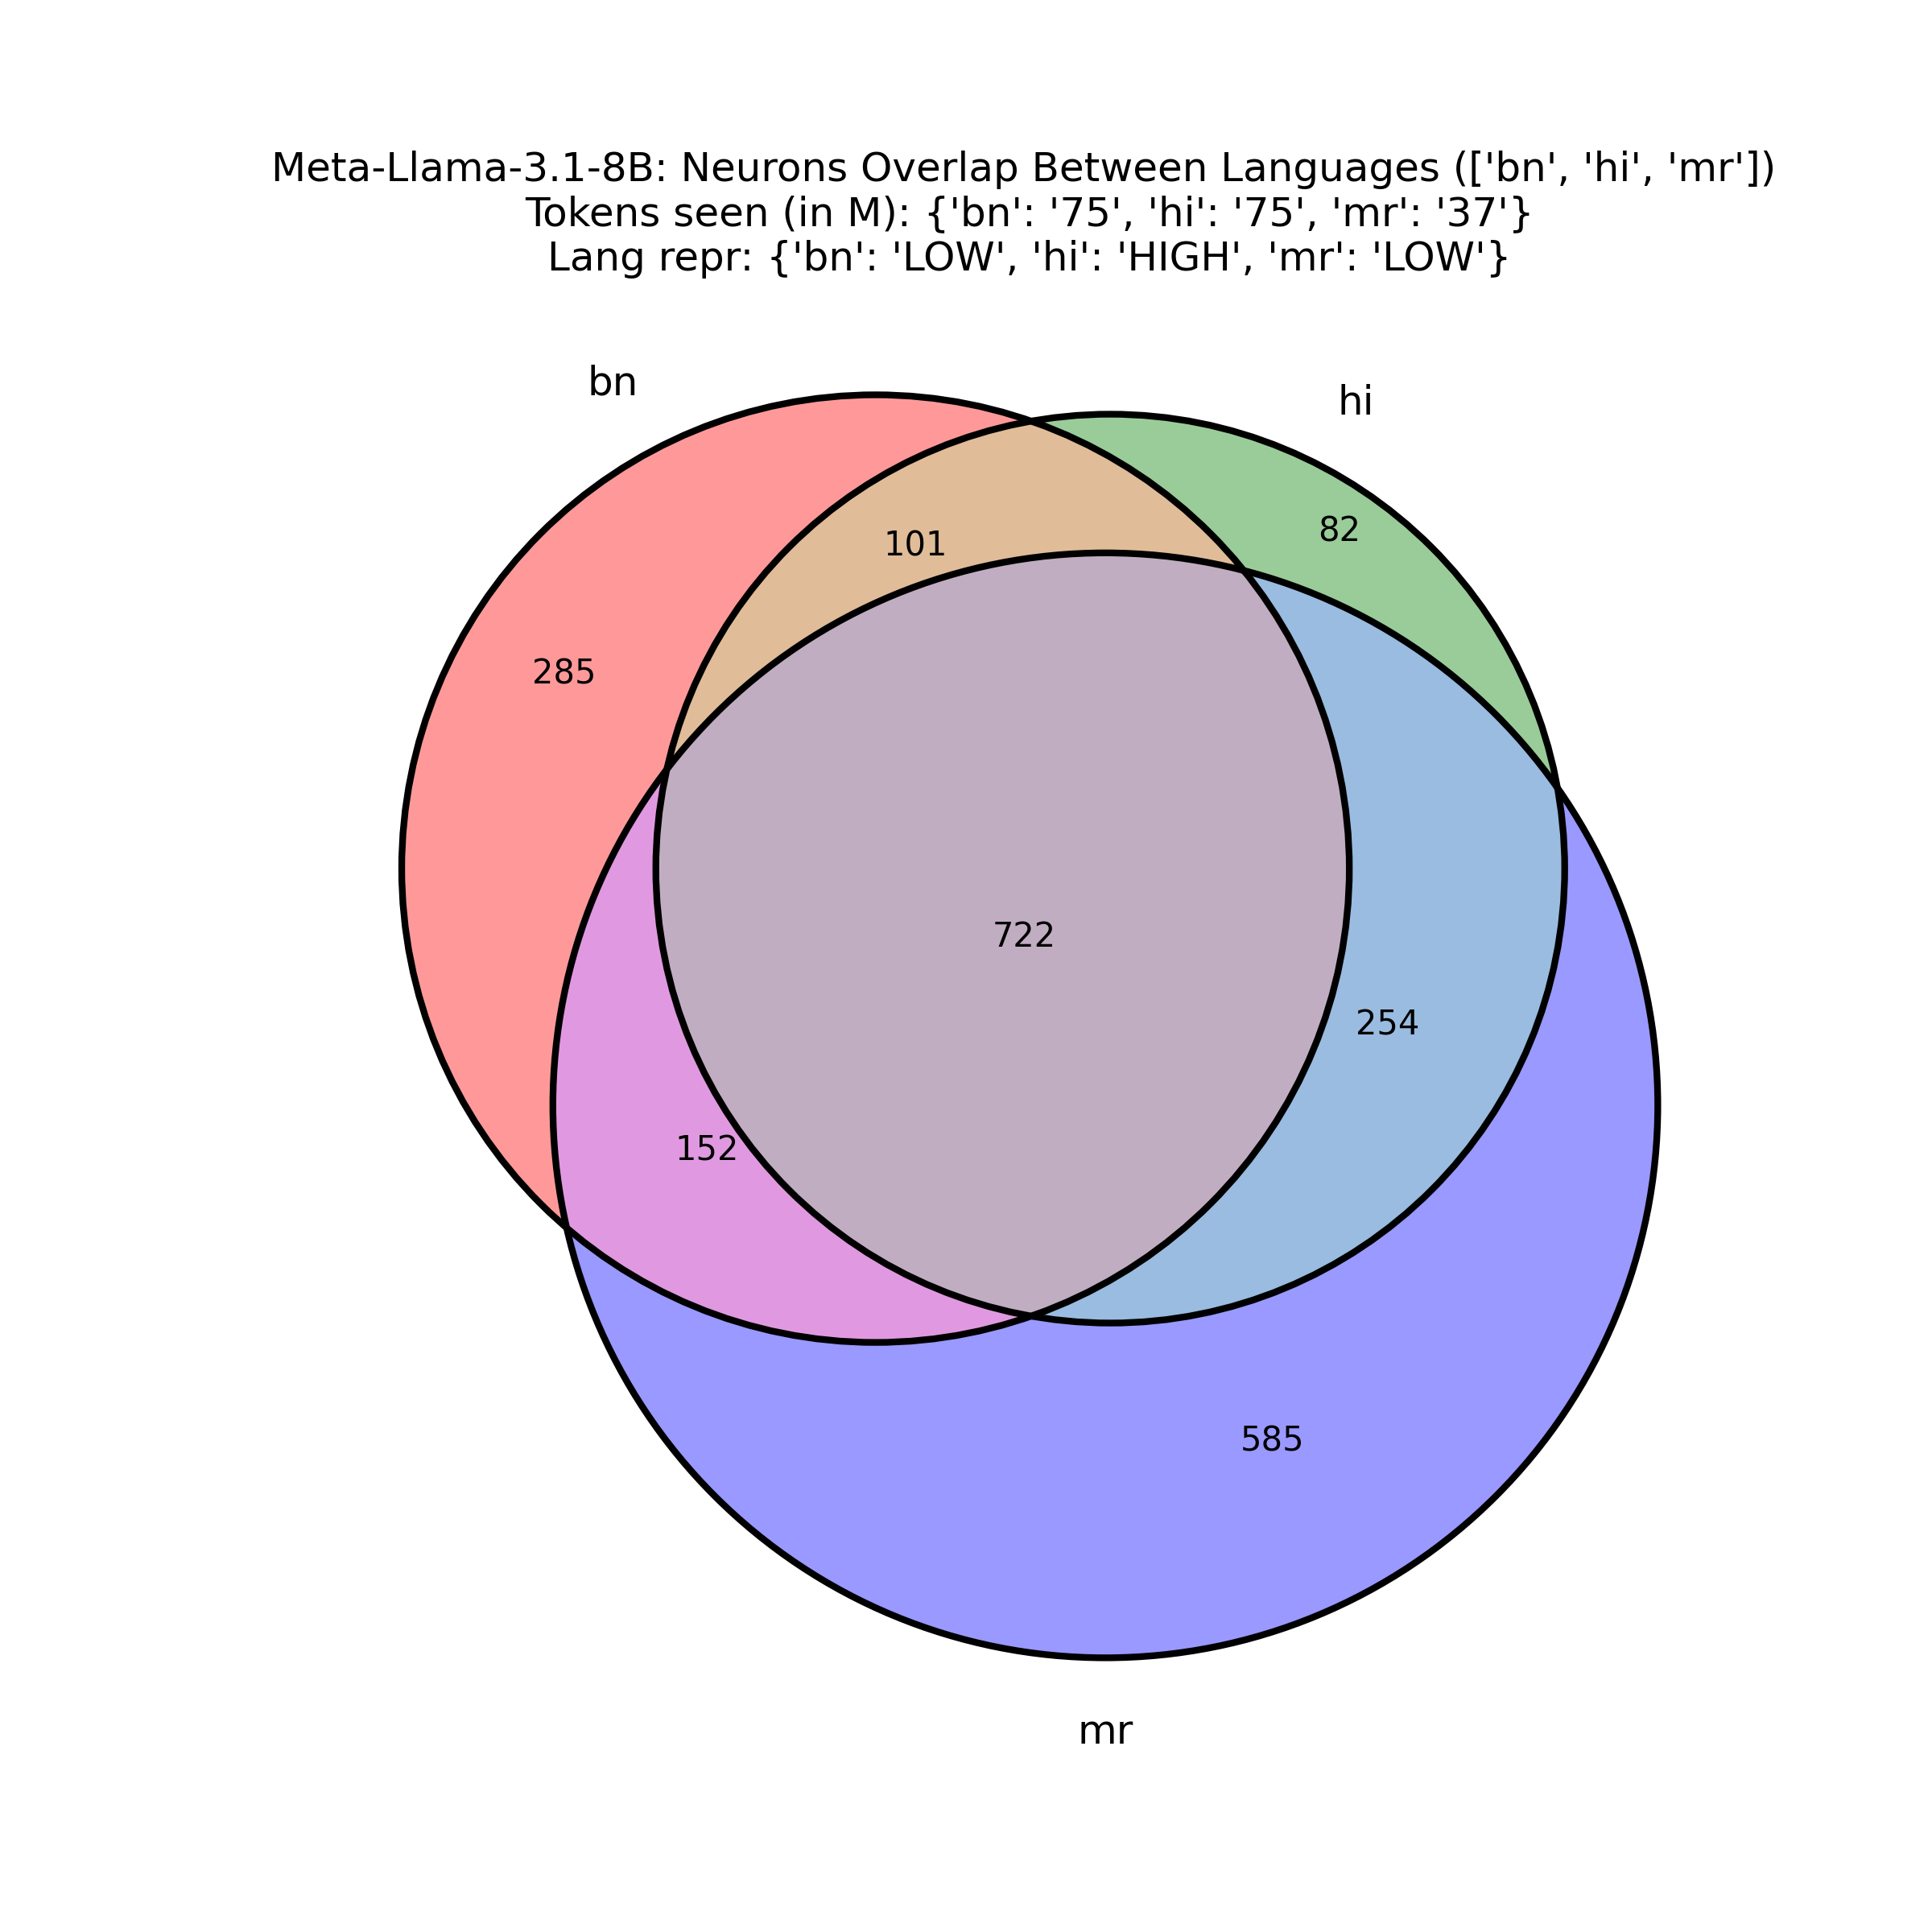 Meta-Llama-3.1-8B: Neurons Overlap Between Languages (['bn', 'hi', 'mr'])
Tokens seen (in M): {'bn': '75', 'hi': '75', 'mr': '37'}
Lang repr: {'bn': 'LOW', 'hi': 'HIGH', 'mr': 'LOW'}
bn
hi
82
101
285
722
254
152
585
mr